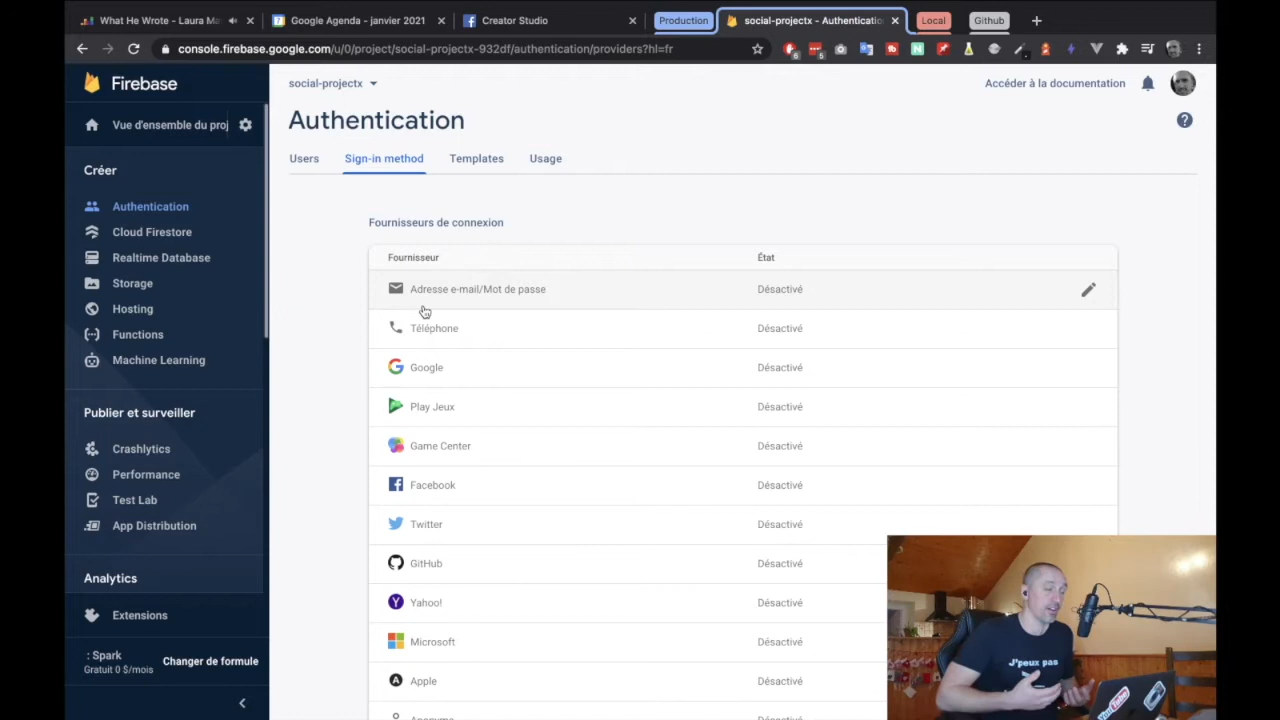 What He Wrote - Laura Ma
Google Agenda - janvier 2021
Creator Studio
Production
social-projectx - Authenticatio
Local
Github
console.firebase.google.com/u/0/project/social-projectx-932df/authentication/providers?hl=fr
Firebase
social-projectx
Accéder à la documentation
Vue d'ensemble du proj
Authentication
Users
Sign-in method
Templates
Usage
Créer
Authentication
Cloud Firestore
Realtime Database
Storage
Hosting
Functions
Machine Learning
Publier et surveiller
Crashlytics
Performance
Test Lab
App Distribution
Analytics
Extensions
: Spark
Gratuit 0 $/mois
Changer de formule
Fournisseurs de connexion
Fournisseur
État
Adresse e-mail/Mot de passe
Désactivé
Téléphone
Désactivé
Google
Désactivé
Play Jeux
Désactivé
Game Center
Désactivé
Facebook
Désactivé
Twitter
Désactivé
GitHub
Désactivé
Yahoo!
Désactivé
Microsoft
Désactivé
Apple
Désactivé
J'peux pas